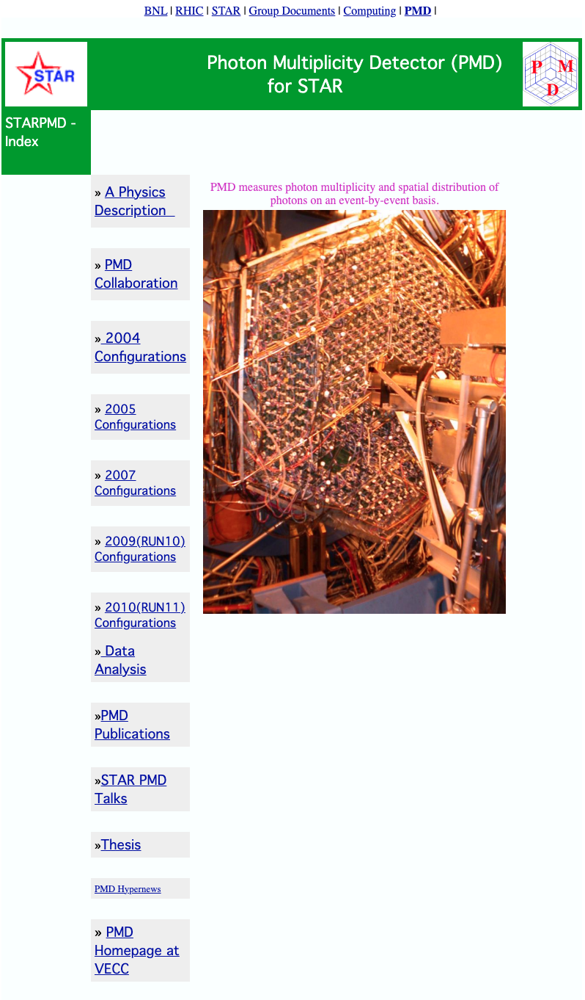 BNL | RHIC | STAR | Group Documents | Computing | PMD |
STAR
Photon Multiplicity Detector (PMD)
for STAR
P M
D
STARPMD -
Index
» A Physics
Description
» PMD
Collaboration
» 2004
Configurations
» 2005
Configurations
» 2007
Configurations
» 2009(RUN10)
Configurations
» 2010(RUN11)
Configurations
» Data
Analysis
»PMD
Publications
»STAR PMD
Talks
»Thesis
PMD Hypernews
» PMD
Homepage at
VECC
PMD measures photon multiplicity and spatial distribution of
photons on an event-by-event basis.